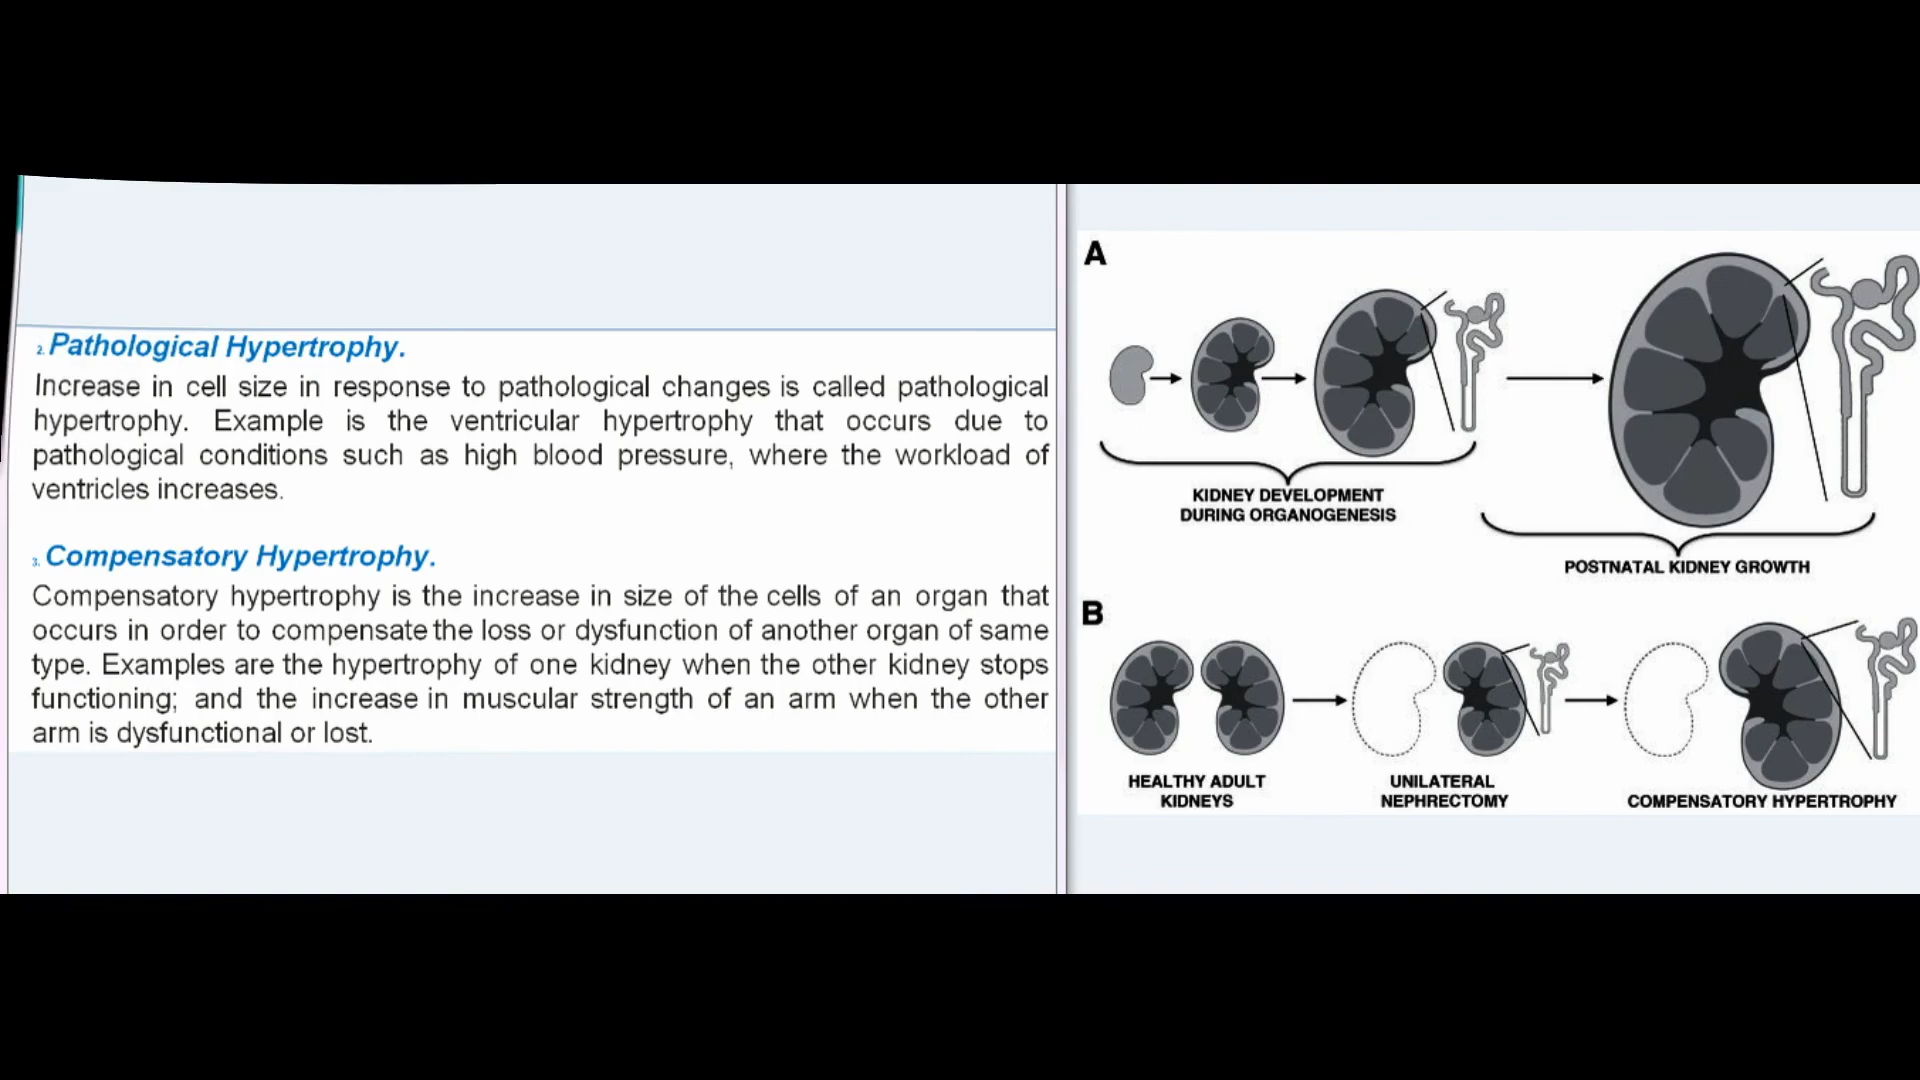 2. Pathological Hypertrophy.
Increase in cell size in response to pathological changes is called pathological
hypertrophy. Example is the ventricular hypertrophy that occurs due to
pathological conditions such as high blood pressure, where the workload of
ventricles increases.
3. Compensatory Hypertrophy.
Compensatory hypertrophy is the increase in size of the cells of an organ that
occurs in order to compensate the loss or dysfunction of another organ of same
type. Examples are the hypertrophy of one kidney when the other kidney stops
functioning; and the increase in muscular strength of an arm when the other
arm is dysfunctional or lost.
A
KIDNEY DEVELOPMENT
DURING ORGANOGENESIS
POSTNATAL KIDNEY GROWTH
B
HEALTHY ADULT
KIDNEYS
UNILATERAL
NEPHRECTOMY
COMPENSATORY HYPERTROPHY